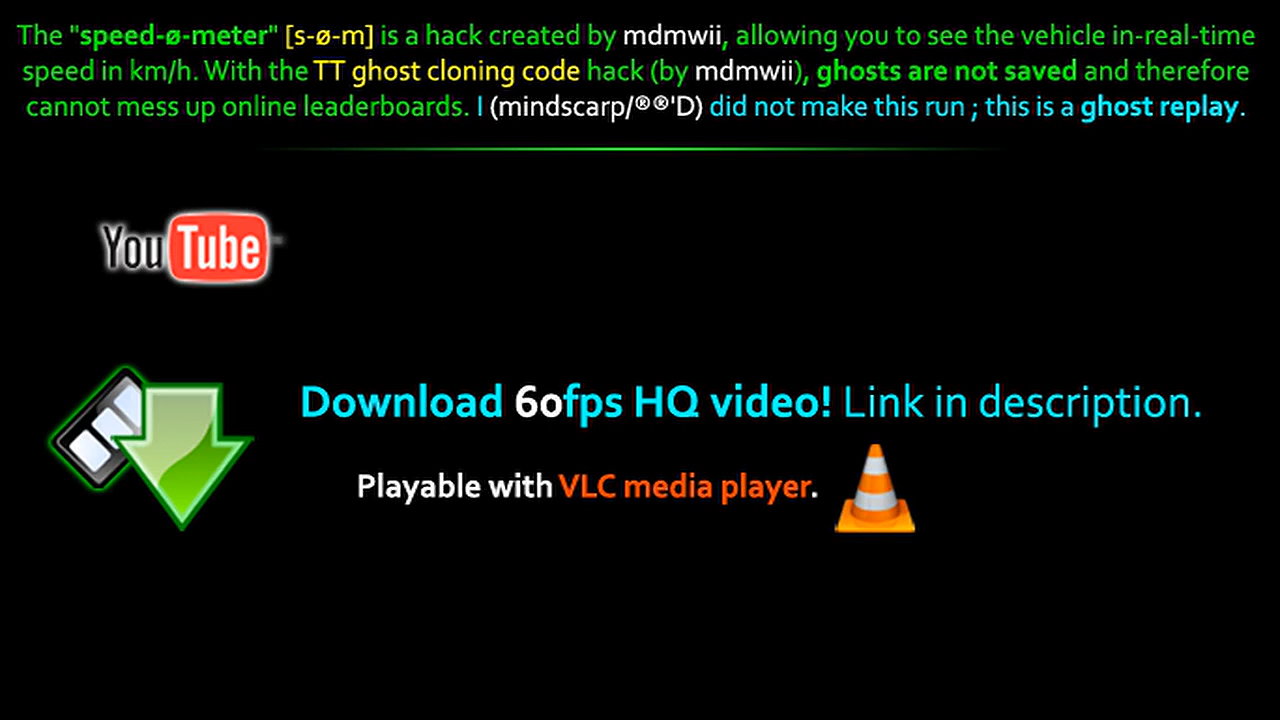 The "speed-ø-meter" [s-ø-m] is a hack created by mdmwii, allowing you to see the vehicle in-real-time
speed in km/h. With the TT ghost cloning code hack (by mdmwii), ghosts are not saved and therefore
cannot mess up online leaderboards. I (mindscarp/®®'D) did not make this run ; this is a ghost replay.
YouTube
Download 60fps HQ video! Link in description.
Playable with VLC media player.